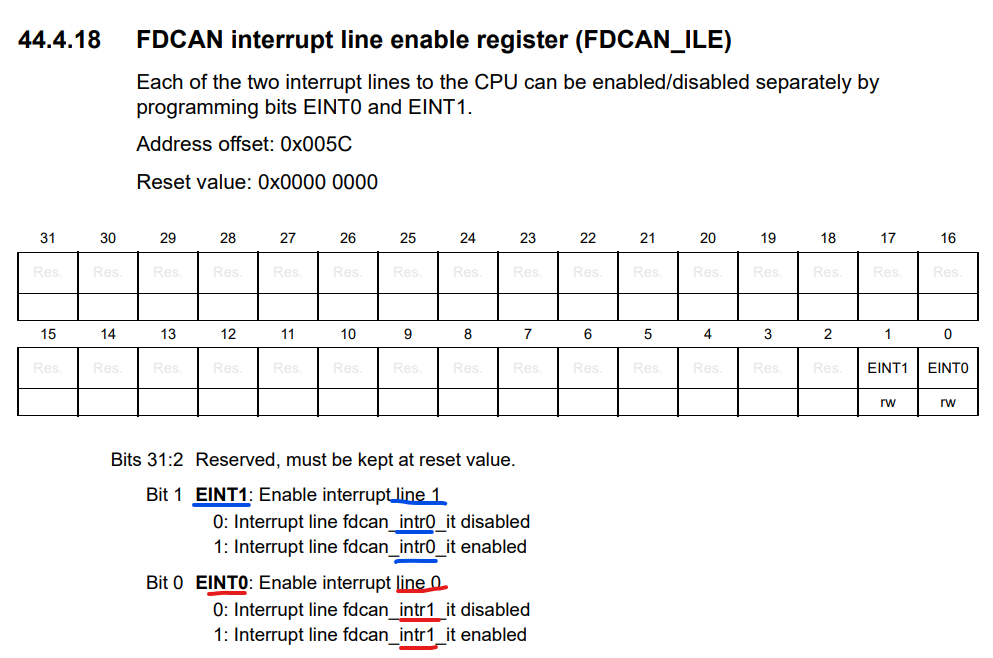 44.4.18 FDCAN interrupt line enable register (FDCAN_ILE)
Each of the two interrupt lines to the CPU can be enabled/disabled separately by
programming bits EINT0 and EINT1.
Address offset: 0x005C
Reset value: 0x0000 0000
31 30 29 28 27 26 25 24 23 22 21 20 19 18 17 16
Res. Res. Res. Res. Res. Res. Res. Res. Res. Res. Res. Res. Res. Res. Res. Res.
15 14 13 12 11 10 9 8 7 6 5 4 3 2 1 0
Res. Res. Res. Res. Res. Res. Res. Res. Res. Res. Res. Res. Res. Res. EINT1 EINT0
rw rw
Bits 31:2 Reserved, must be kept at reset value.
Bit 1 EINT1: Enable interrupt line 1
0: Interrupt line fdcan_intr0_it disabled
1: Interrupt line fdcan_intr0_it enabled
Bit 0 EINT0: Enable interrupt line 0
0: Interrupt line fdcan_intr1_it disabled
1: Interrupt line fdcan_intr1_it enabled